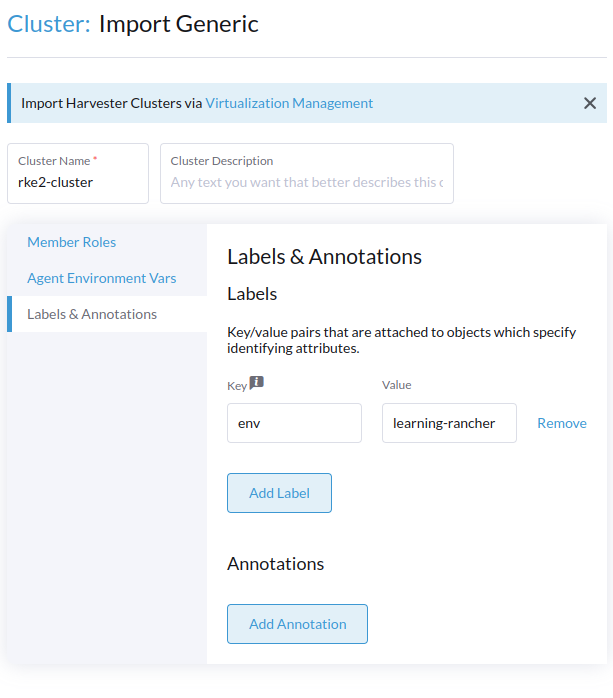 Cluster: Import Generic
Import Harvester Clusters via Virtualization Management
Cluster Name *
rke2-cluster
Cluster Description
Any text you want that better describes this c
Member Roles
Agent Environment Vars
Labels & Annotations
Labels & Annotations
Labels
Key/value pairs that are attached to objects which specify
identifying attributes.
Key
Value
env
learning-rancher
Remove
Add Label
Annotations
Add Annotation